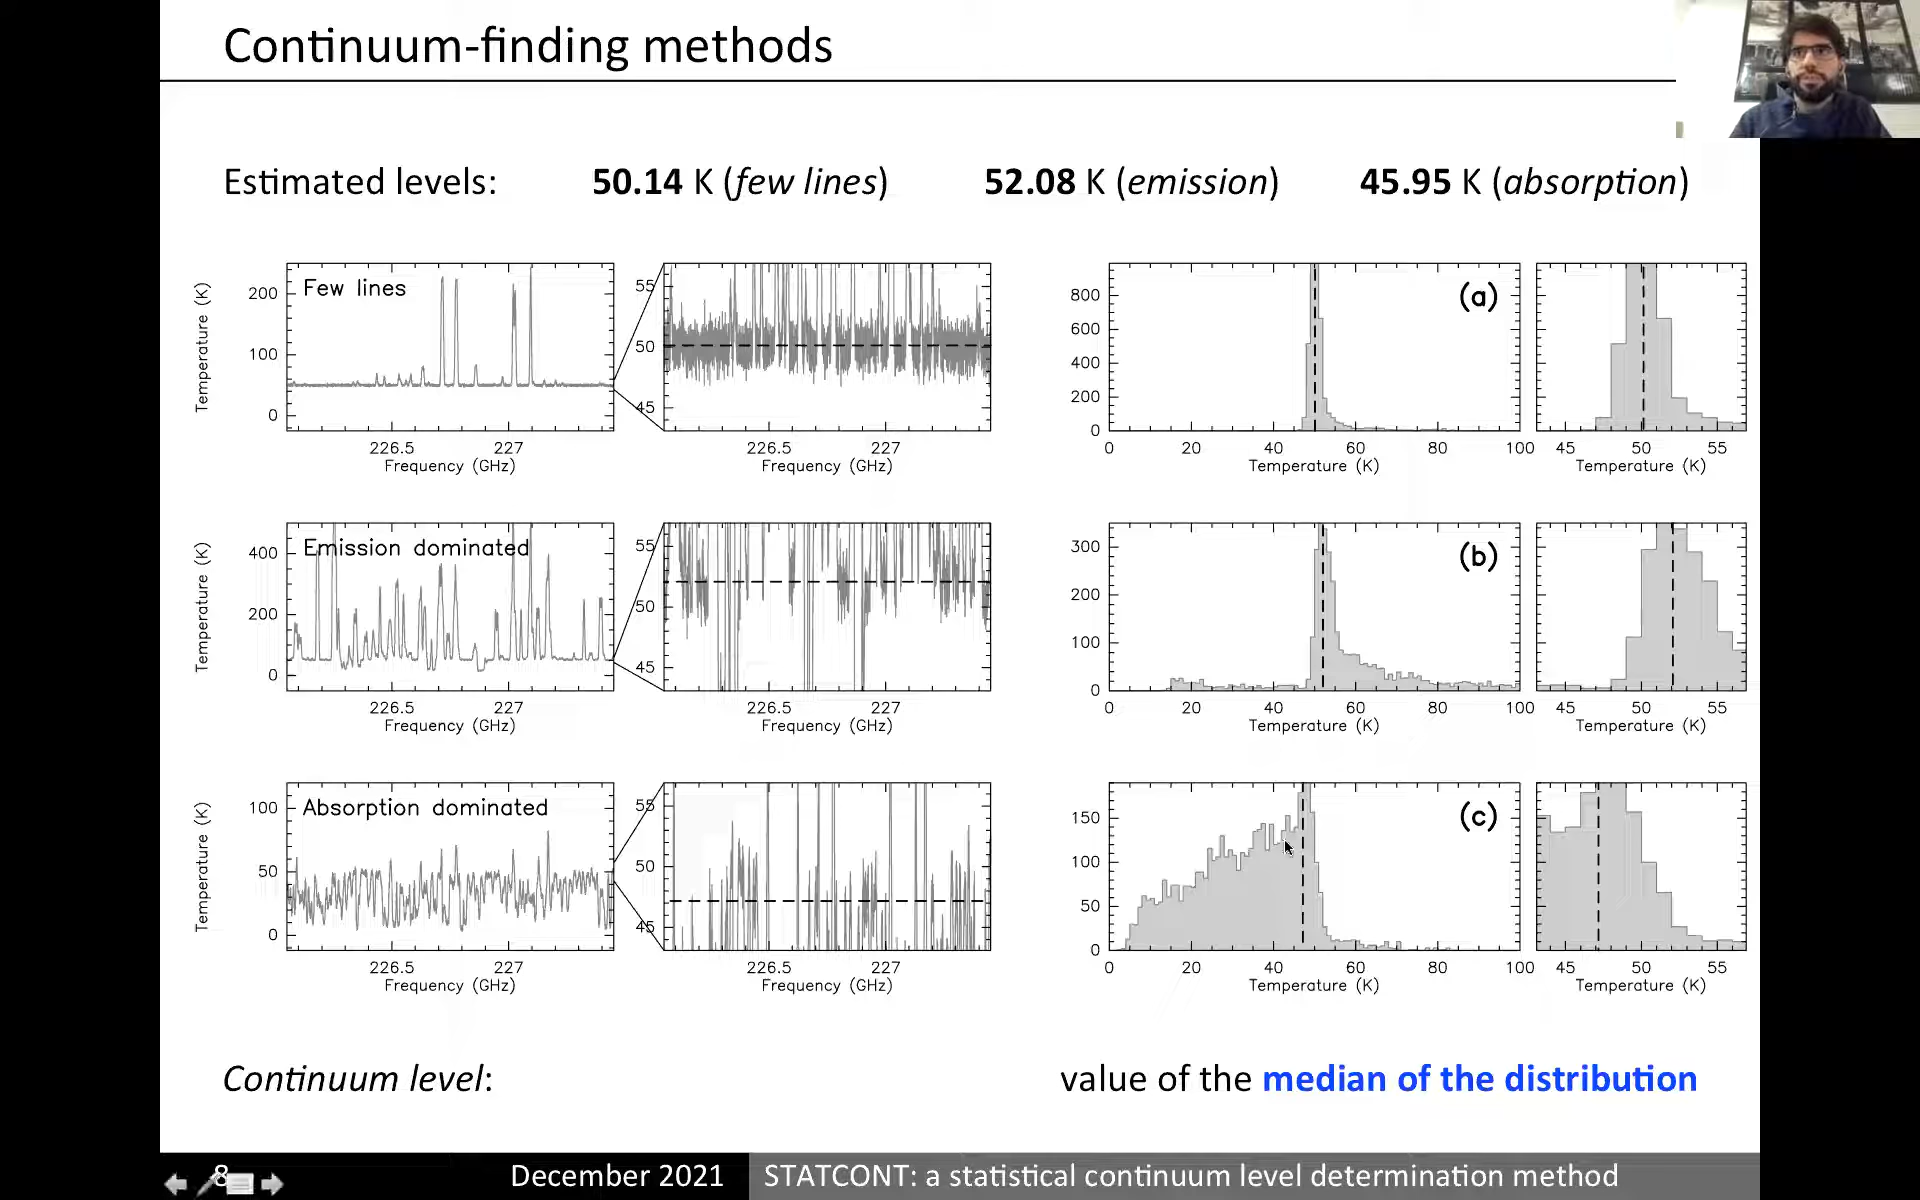 Continuum-finding methods
Estimated levels: 50.14 K (few lines) 52.08 K (emission) 45.95 K (absorption)
Few lines
Temperature (K)
200
100
0
226.5 227
Frequency (GHz)
55
50
45
226.5 227
Frequency (GHz)
(a)
800
600
400
200
0
0 20 40 60 80 100
Temperature (K)
45 50 55
Temperature (K)
Emission dominated
Temperature (K)
400
200
0
226.5 227
Frequency (GHz)
55
50
45
226.5 227
Frequency (GHz)
(b)
300
200
100
0
0 20 40 60 80 100
Temperature (K)
45 50 55
Temperature (K)
Absorption dominated
Temperature (K)
100
50
0
226.5 227
Frequency (GHz)
55
50
45
226.5 227
Frequency (GHz)
(c)
150
100
50
0
0 20 40 60 80 100
Temperature (K)
45 50 55
Temperature (K)
Continuum level: value of the median of the distribution
8 December 2021 STATCONT: a statistical continuum level determination method